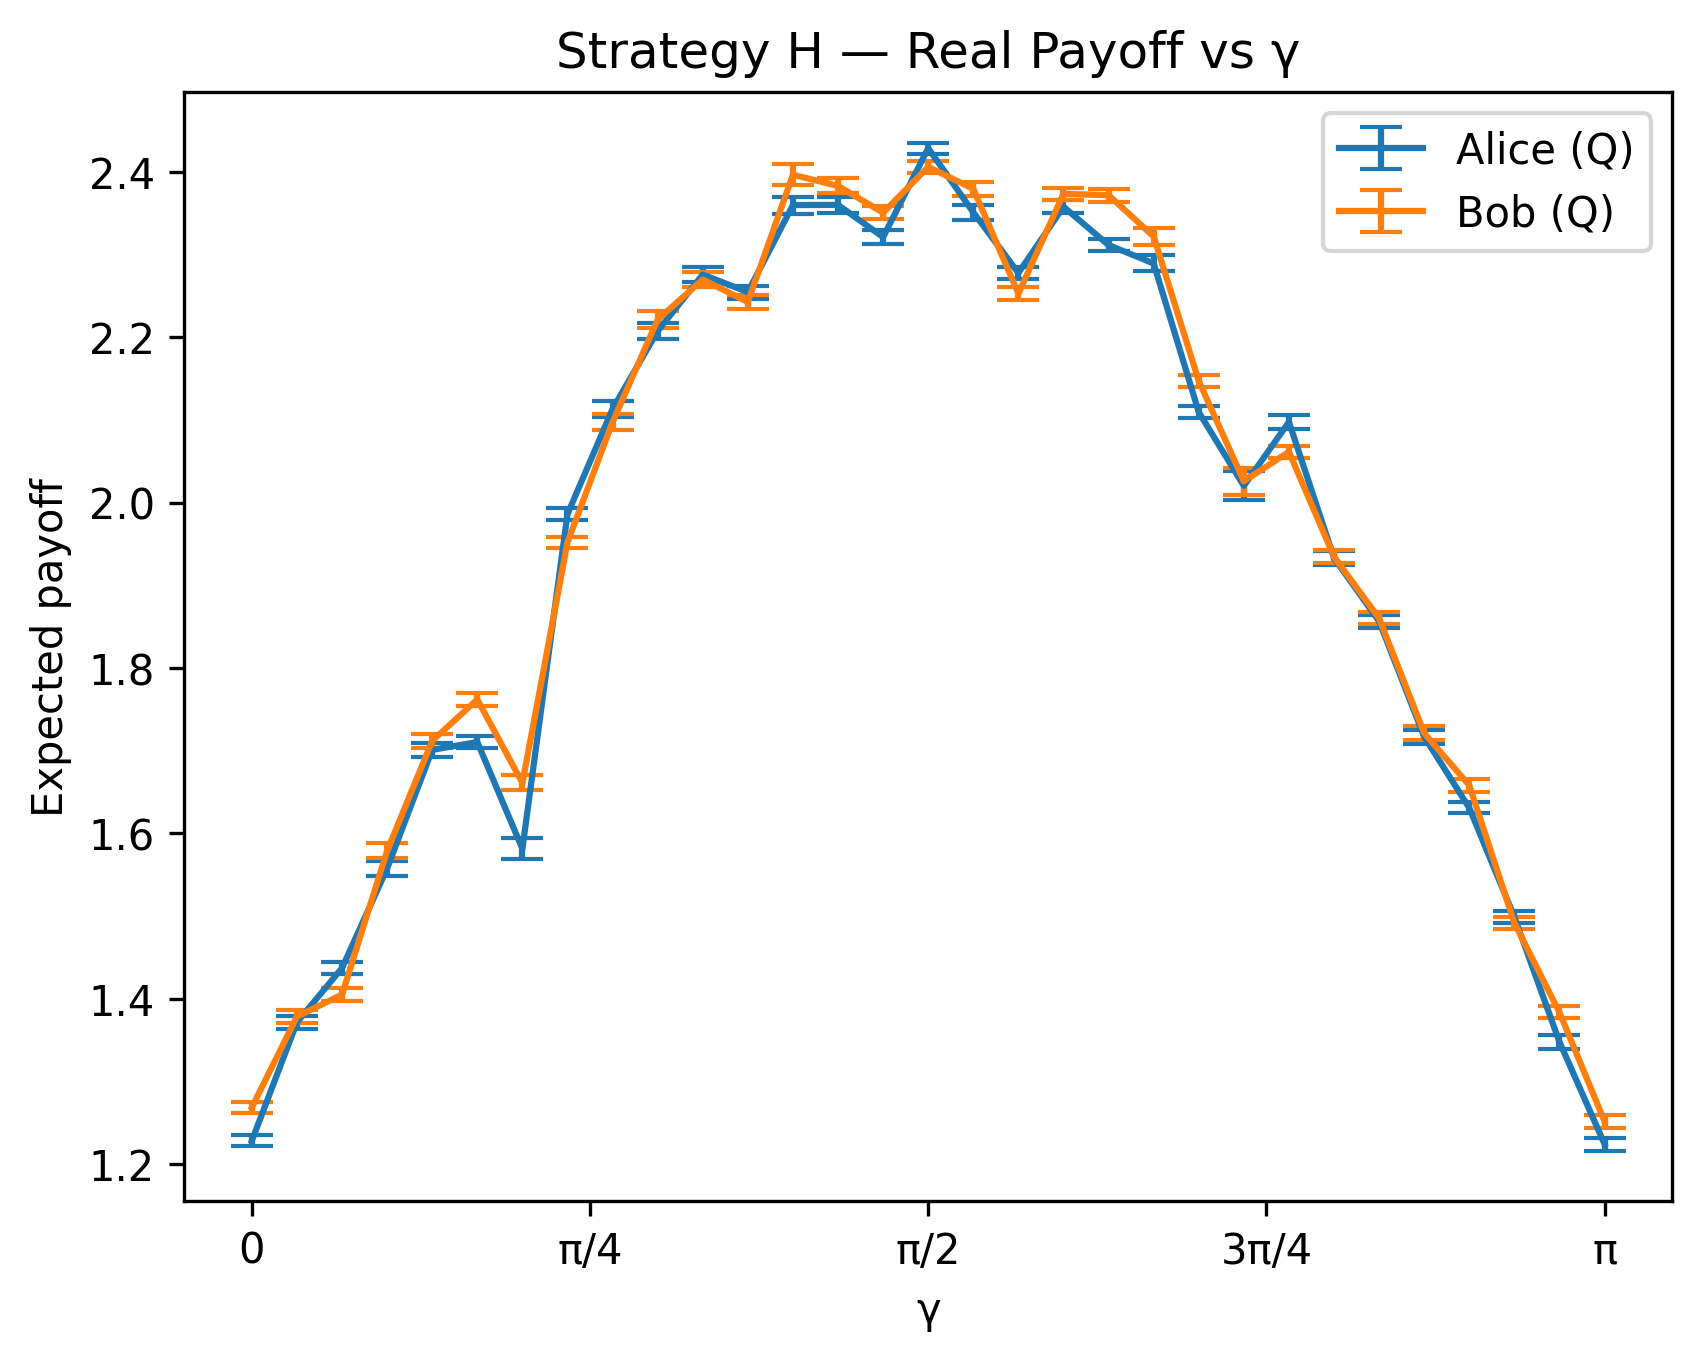 Strategy H — Real Payoff vs γ
Alice (Q)
Bob (Q)
Expected payoff
2.4
2.2
2.0
1.8
1.6
1.4
1.2
0
π/4
π/2
3π/4
π
γ